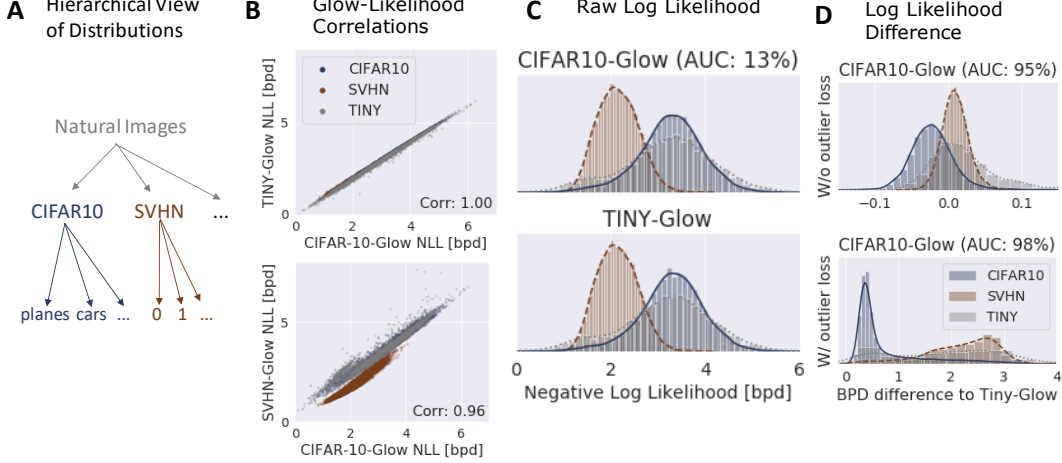 A
Hierarchical View
of Distributions
Natural Images
CIFAR10
SVHN
...
planes
cars
...
0
1
...
B
Glow-Likelihood
Correlations
CIFAR10
SVHN
TINY
TINY-Glow NLL [bpd]
5
0
Corr: 1.00
0
2
4
6
CIFAR-10-Glow NLL [bpd]
SVHN-Glow NLL [bpd]
5
0
Corr: 0.96
0
2
4
6
CIFAR-10-Glow NLL [bpd]
C
Raw Log Likelihood
CIFAR10-Glow (AUC: 13%)
TINY-Glow
0
2
4
6
Negative Log Likelihood [bpd]
D
Log Likelihood
Difference
CIFAR10-Glow (AUC: 95%)
W/o outlier loss
−0.1
0.0
0.1
CIFAR10-Glow (AUC: 98%)
W/ outlier loss
CIFAR10
SVHN
TINY
0
1
2
3
4
BPD difference to Tiny-Glow